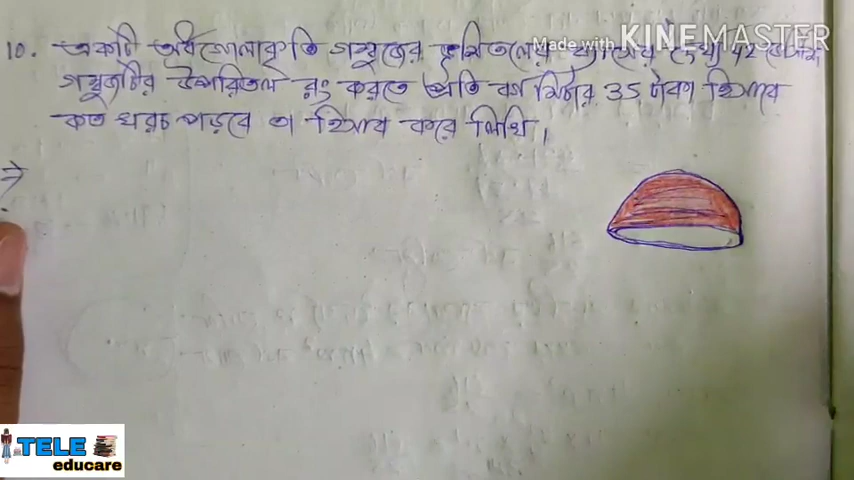 Made with KINEMASTER
10. একটি অর্ধগোলাকৃতি গম্বুজের ভূমিতলের ব্যাসের দৈর্ঘ্য 42 ডেসিমি,
গম্বুজটির উপরিতল রং করতে প্রতি বর্গ মিটার 35 টাকা হিসাবে
কত খরচ পড়বে তা হিসাব করে লিখি।
TELE
educare